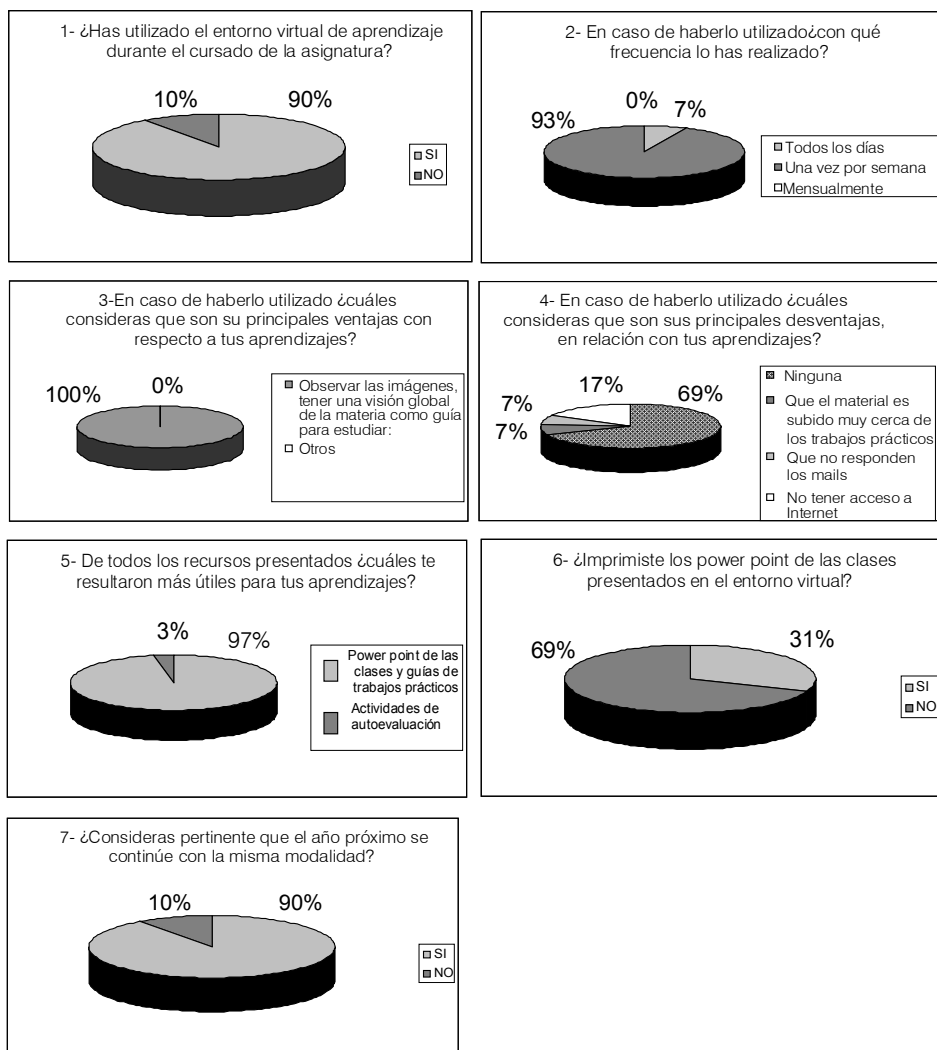 1- ¿Has utilizado el entorno virtual de aprendizaje
durante el cursado de la asignatura?
10%
90%
SI
NO
2- En caso de haberlo utilizado¿con qué
frecuencia lo has realizado?
93%
0%
7%
Todos los días
Una vez por semana
Mensualmente
3-En caso de haberlo utilizado ¿cuáles
consideras que son su principales ventajas con
respecto a tus aprendizajes?
100%
0%
Observar las imágenes,
tener una visión global
de la materia como guía
para estudiar:
Otros
4- En caso de haberlo utilizado ¿cuáles
consideras que son sus principales desventajas,
en relación con tus aprendizajes?
17%
69%
7%
7%
Ninguna
Que el material es
subido muy cerca de
los trabajos prácticos
Que no responden
los mails
No tener acceso a
Internet
5- De todos los recursos presentados ¿cuáles te
resultaron más útiles para tus aprendizajes?
3%
97%
Power point de las
clases y guías de
trabajos prácticos
Actividades de
autoevaluación
6- ¿Imprimiste los power point de las clases
presentados en el entorno virtual?
69%
31%
SI
NO
7- ¿Consideras pertinente que el año próximo se
continúe con la misma modalidad?
10%
90%
SI
NO